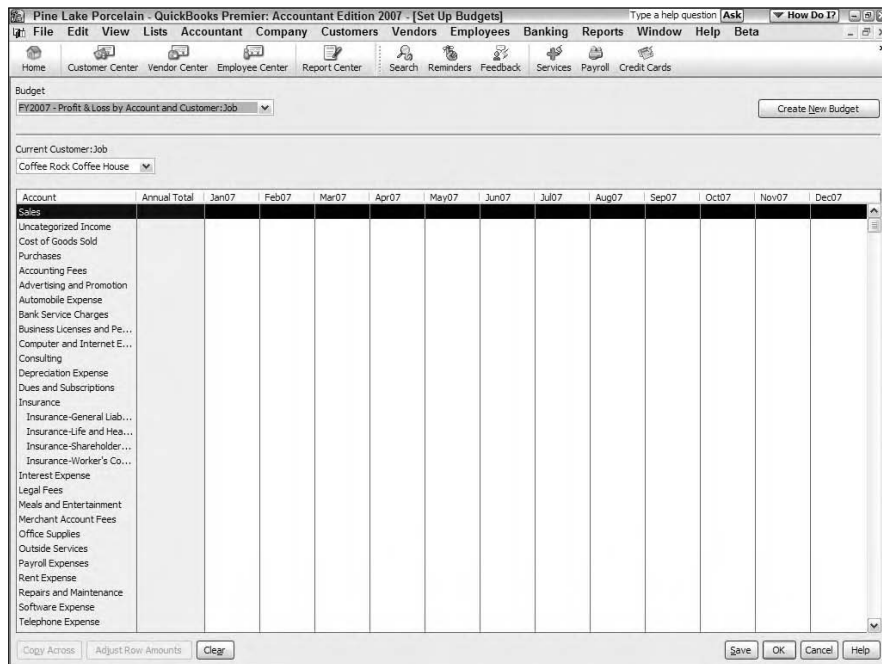 Pine Lake Porcelain - QuickBooks Premier: Accountant Edition 2007 - [Set Up Budgets] Type a help question Ask How Do I?
File Edit View Lists Accountant Company Customers Vendors Employees Banking Reports Window Help Beta
Home Customer Center Vendor Center Employee Center Report Center Search Reminders Feedback Services Payroll Credit Cards
Budget
FY2007 - Profit & Loss by Account and Customer:Job Create New Budget
Current Customer:Job
Coffee Rock Coffee House
Account Annual Total Jan07 Feb07 Mar07 Apr07 May07 Jun07 Jul07 Aug07 Sep07 Oct07 Nov07 Dec07
Sales
Uncategorized Income
Cost of Goods Sold
Purchases
Accounting Fees
Advertising and Promotion
Automobile Expense
Bank Service Charges
Business Licenses and Pe...
Computer and Internet E...
Consulting
Depreciation Expense
Dues and Subscriptions
Insurance
Insurance-General Liab...
Insurance-Life and Hea...
Insurance-Shareholder...
Insurance-Worker's Co...
Interest Expense
Legal Fees
Meals and Entertainment
Merchant Account Fees
Office Supplies
Outside Services
Payroll Expenses
Rent Expense
Repairs and Maintenance
Software Expense
Telephone Expense
Copy Across Adjust Row Amounts Clear Save OK Cancel Help